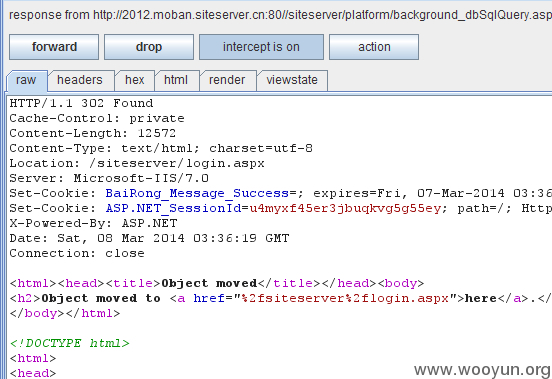 response from http://2012.moban.siteserver.cn:80//siteserver/platform/background_dbSqlQuery.asp
forward drop intercept is on action
raw headers hex html render viewstate
HTTP/1.1 302 Found
Cache-Control: private
Content-Length: 12572
Content-Type: text/html; charset=utf-8
Location: /siteserver/login.aspx
Server: Microsoft-IIS/7.0
Set-Cookie: BaiRong_Message_Success=; expires=Fri, 07-Mar-2014 03:36
Set-Cookie: ASP.NET_SessionId=u4myxf45er3jbuqkvg5g55ey; path=/; Htt
X-Powered-By: ASP.NET
Date: Sat, 08 Mar 2014 03:36:19 GMT
Connection: close
<html><head><title>Object moved</title></head><body>
<h2>Object moved to <a href="%2fsiteserver%2flogin.aspx">here</a>.</
</body></html>
<!DOCTYPE html>
<html>
<head>
www.wooyun.org